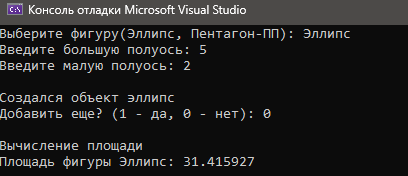 Консоль отладки Microsoft Visual Studio
Выберите фигуру(Эллипс, Пентагон-ПП): Эллипс
Введите большую полуось: 5
Введите малую полуось: 2
Создался объект эллипс
Добавить еще? (1 - да, 0 - нет): 0
Вычисление площади
Площадь фигуры Эллипс: 31.415927